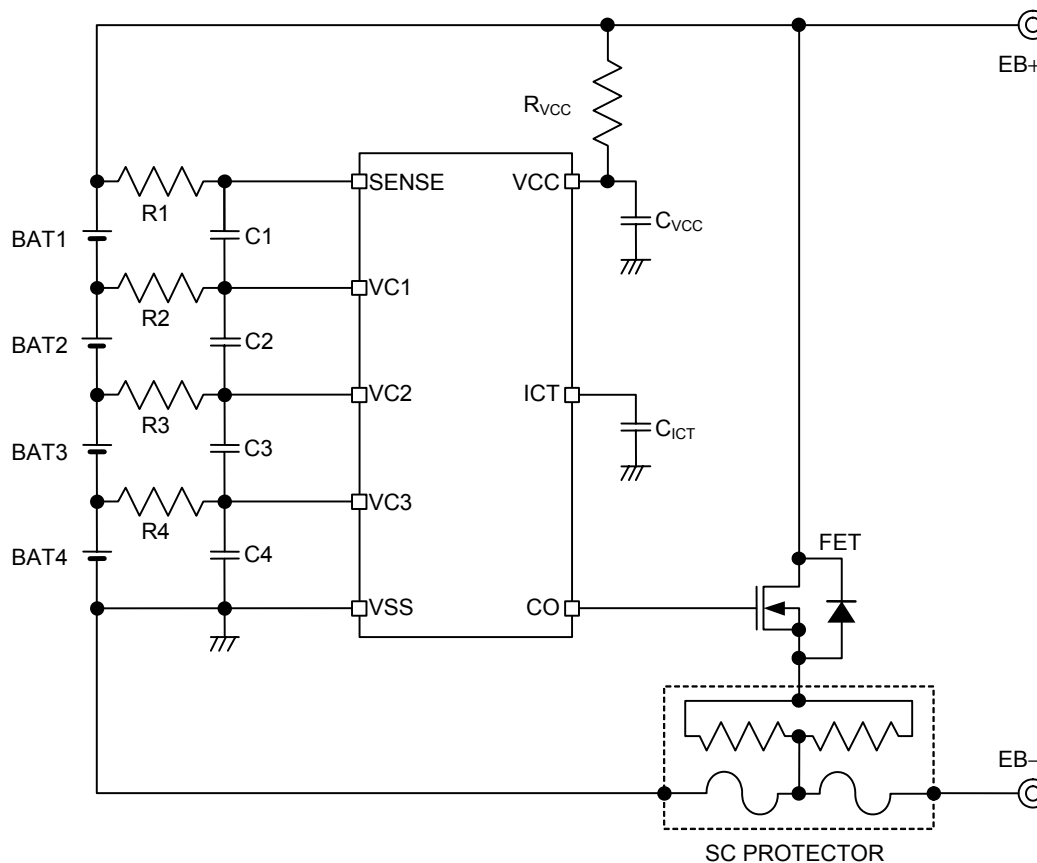 EB+
RVCC
SENSE
VCC
R1
BAT1
C1
CVCC
R2
VC1
BAT2
C2
R3
VC2
ICT
BAT3
C3
CICT
R4
VC3
BAT4
C4
FET
VSS
CO
EB−
SC PROTECTOR